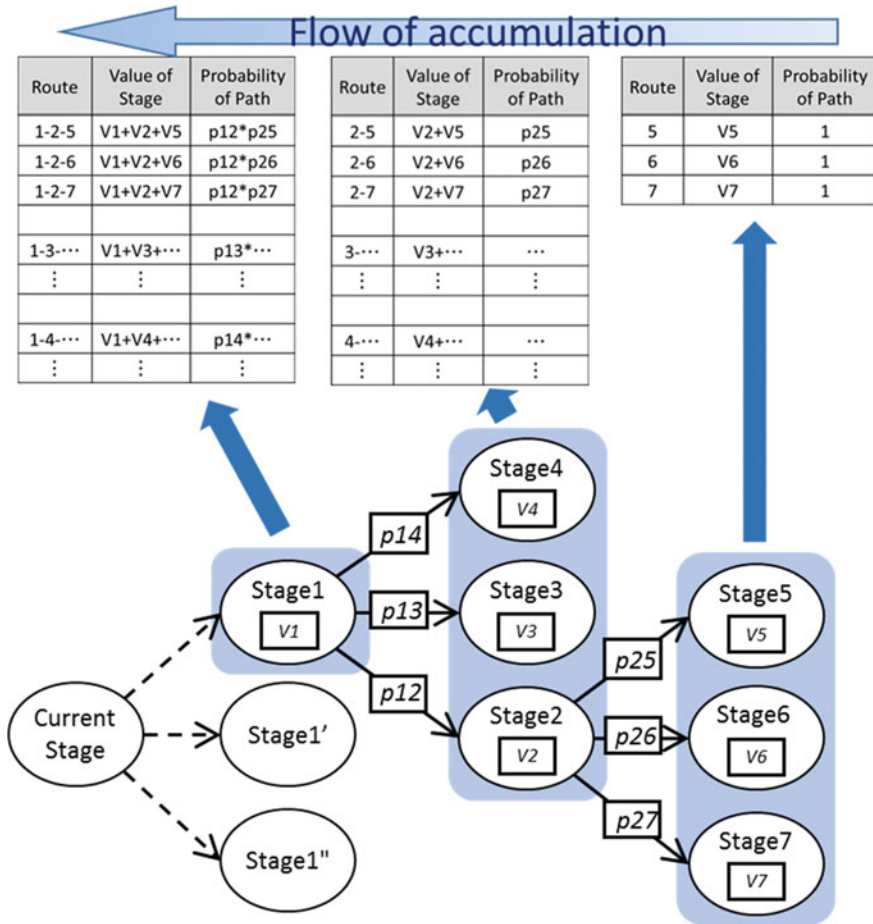 Flow of accumulation
Route Value of Stage Probability of Path
1-2-5 V1+V2+V5 p12*p25
1-2-6 V1+V2+V6 p12*p26
1-2-7 V1+V2+V7 p12*p27
1-3-⋯ V1+V3+⋯ p13*⋯
⋮ ⋮ ⋮
1-4-⋯ V1+V4+⋯ p14*⋯
⋮ ⋮ ⋮
Route Value of Stage Probability of Path
2-5 V2+V5 p25
2-6 V2+V6 p26
2-7 V2+V7 p27
3-⋯ V3+⋯ ⋯
⋮ ⋮ ⋮
4-⋯ V4+⋯ ⋯
⋮ ⋮ ⋮
Route Value of Stage Probability of Path
5 V5 1
6 V6 1
7 V7 1
Stage4
V4
p14
Stage1
V1
p13
Stage3
V3
Stage5
V5
p25
p12
Current
Stage
Stage1'
Stage2
V2
p26
Stage6
V6
p27
Stage1"
Stage7
V7